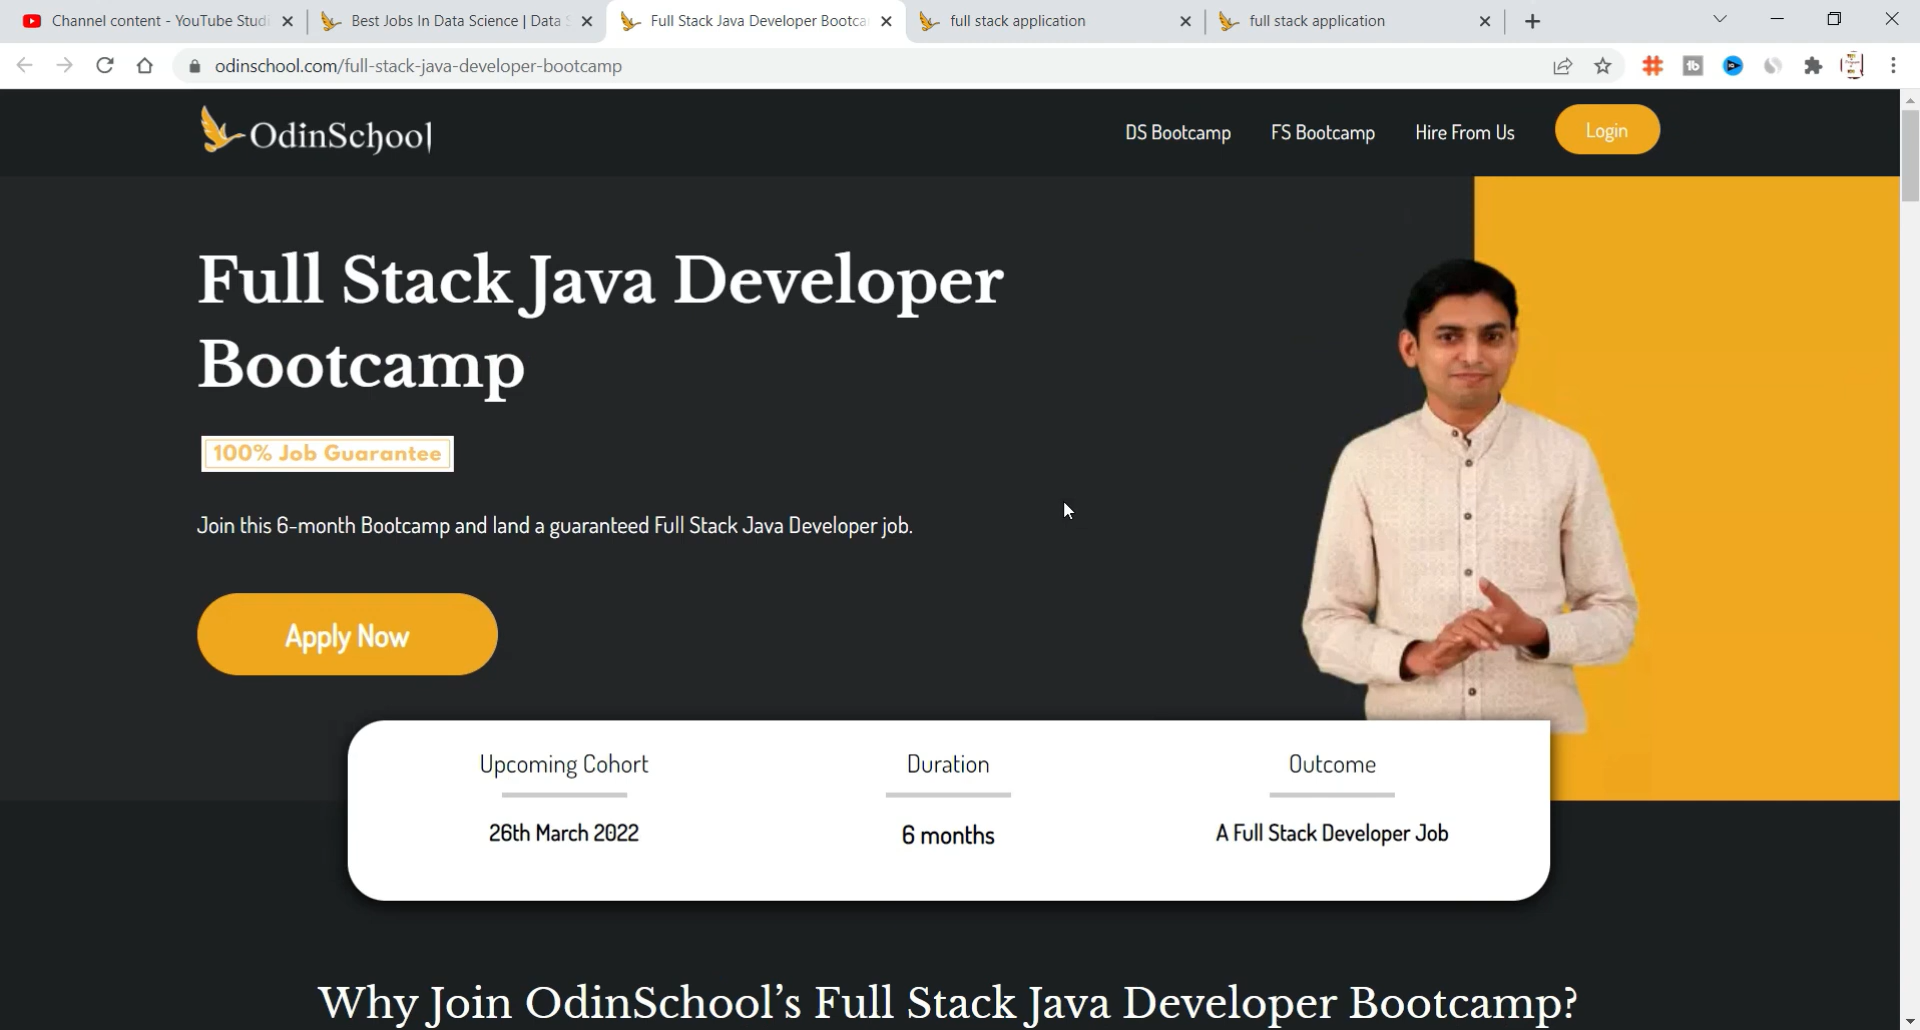 Channel content - YouTube Studi
Best Jobs In Data Science | Data S
Full Stack Java Developer Bootca
full stack application
full stack application
odinschool.com/full-stack-java-developer-bootcamp
OdinSchool
DS Bootcamp
FS Bootcamp
Hire From Us
Login
Full Stack Java Developer
Bootcamp
100% Job Guarantee
Join this 6-month Bootcamp and land a guaranteed Full Stack Java Developer job.
Apply Now
Upcoming Cohort
26th March 2022
Duration
6 months
Outcome
A Full Stack Developer Job
Why Join OdinSchool’s Full Stack Java Developer Bootcamp?